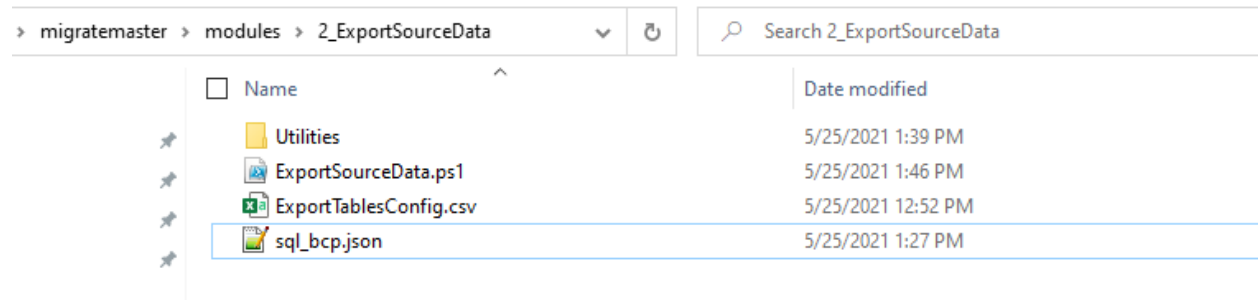 migratemaster > modules > 2_ExportSourceData Search 2_ExportSourceData
Name Date modified
Utilities 5/25/2021 1:39 PM
ExportSourceData.ps1 5/25/2021 1:46 PM
ExportTablesConfig.csv 5/25/2021 12:52 PM
sql_bcp.json 5/25/2021 1:27 PM